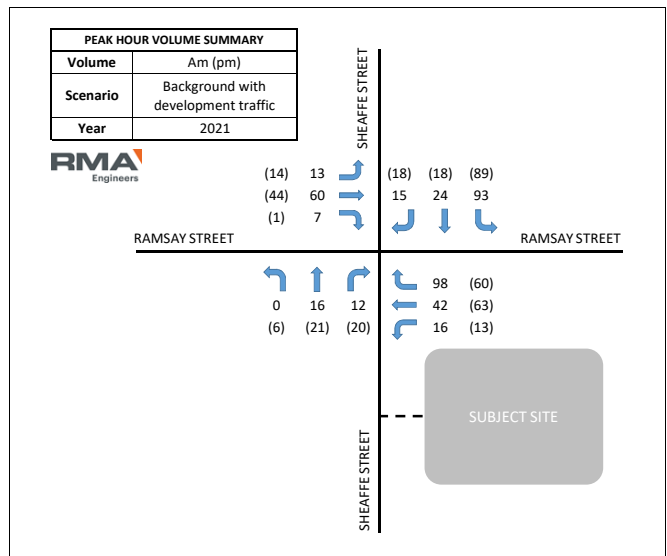 PEAK HOUR VOLUME SUMMARY
Volume Am (pm)
Scenario Background with
development traffic
Year 2021
RMA
Engineers
SHEAFFE STREET
(14) 13
(44) 60
(1) 7
(18) (18) (89)
15 24 93
RAMSAY STREET
RAMSAY STREET
0 16 12
(6) (21) (20)
98 (60)
42 (63)
16 (13)
SUBJECT SITE
SHEAFFE STREET